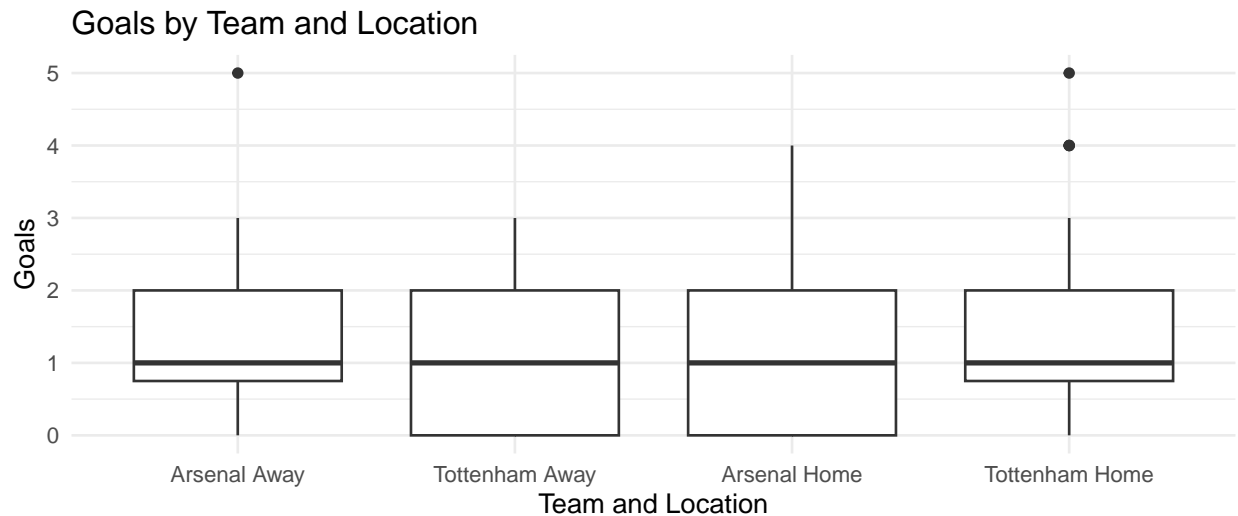 Goals by Team and Location
5
4
3
2
1
0
Goals
Arsenal Away
Tottenham Away
Arsenal Home
Tottenham Home
Team and Location